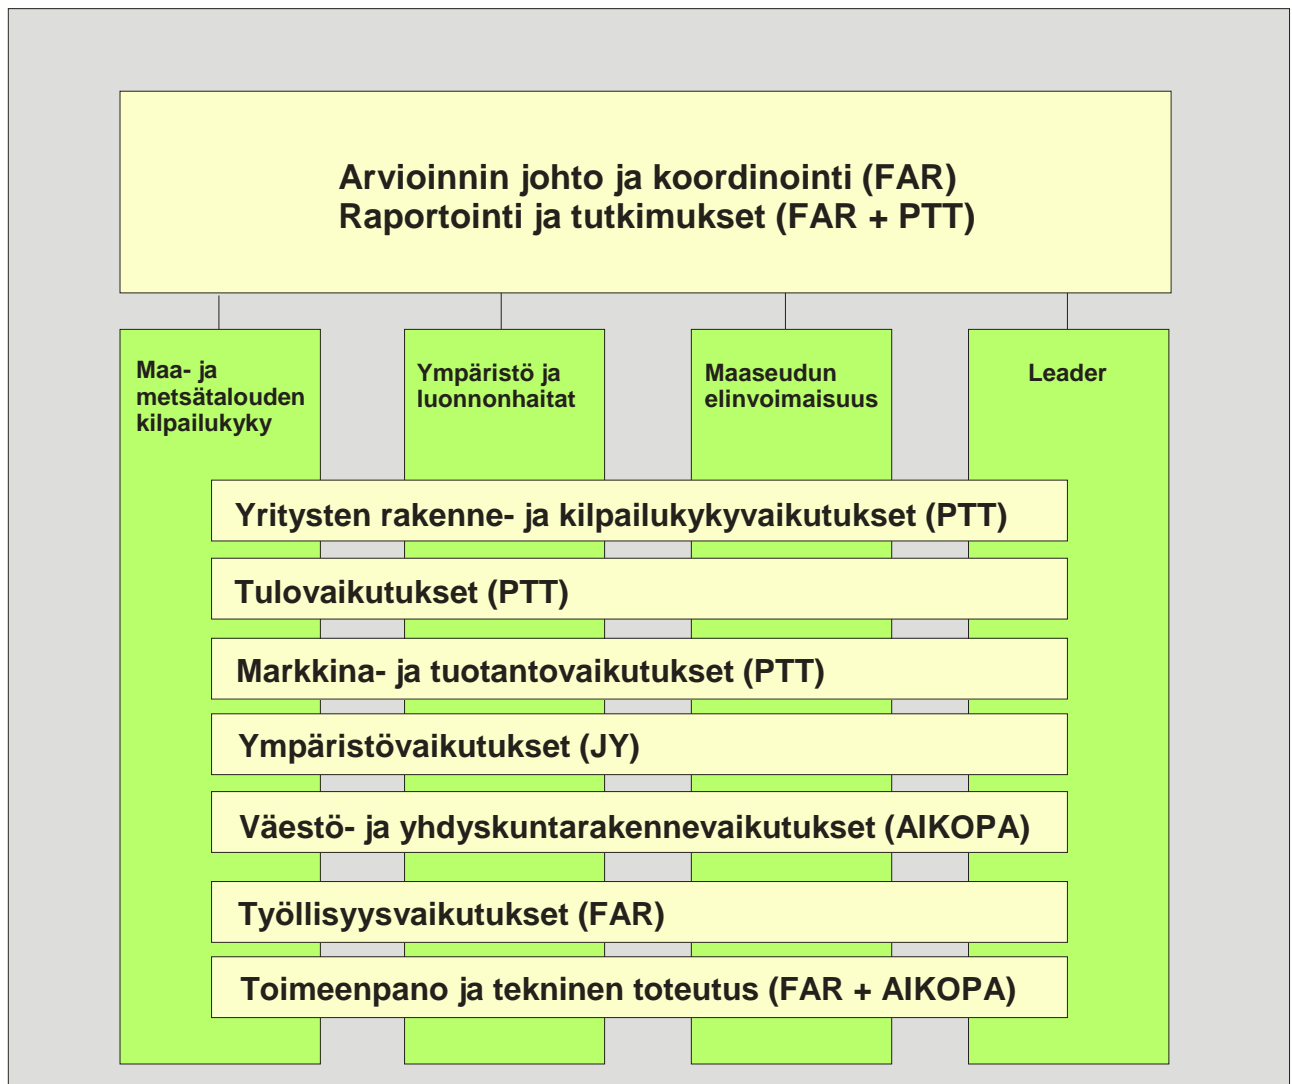 Arvioinnin johto ja koordinointi (FAR)
Raportointi ja tutkimukset (FAR + PTT)
Maa- ja
metsätalouden
kilpailukyky
Ympäristö ja
luonnonhaitat
Maaseudun
elinvoimaisuus
Leader
Yritysten rakenne- ja kilpailukykyvaikutukset (PTT)
Tulovaikutukset (PTT)
Markkina- ja tuotantovaikutukset (PTT)
Ympäristövaikutukset (JY)
Väestö- ja yhdyskuntarakennevaikutukset (AIKOPA)
Työllisyysvaikutukset (FAR)
Toimeenpano ja tekninen toteutus (FAR + AIKOPA)